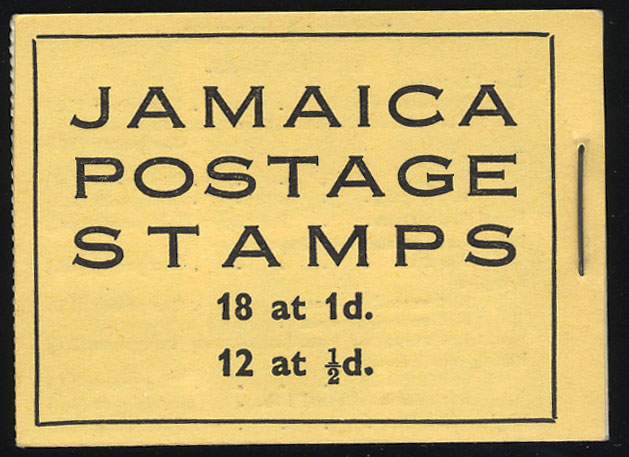 JAMAICA
POSTAGE
STAMPS
18 at 1d.
12 at ½d.